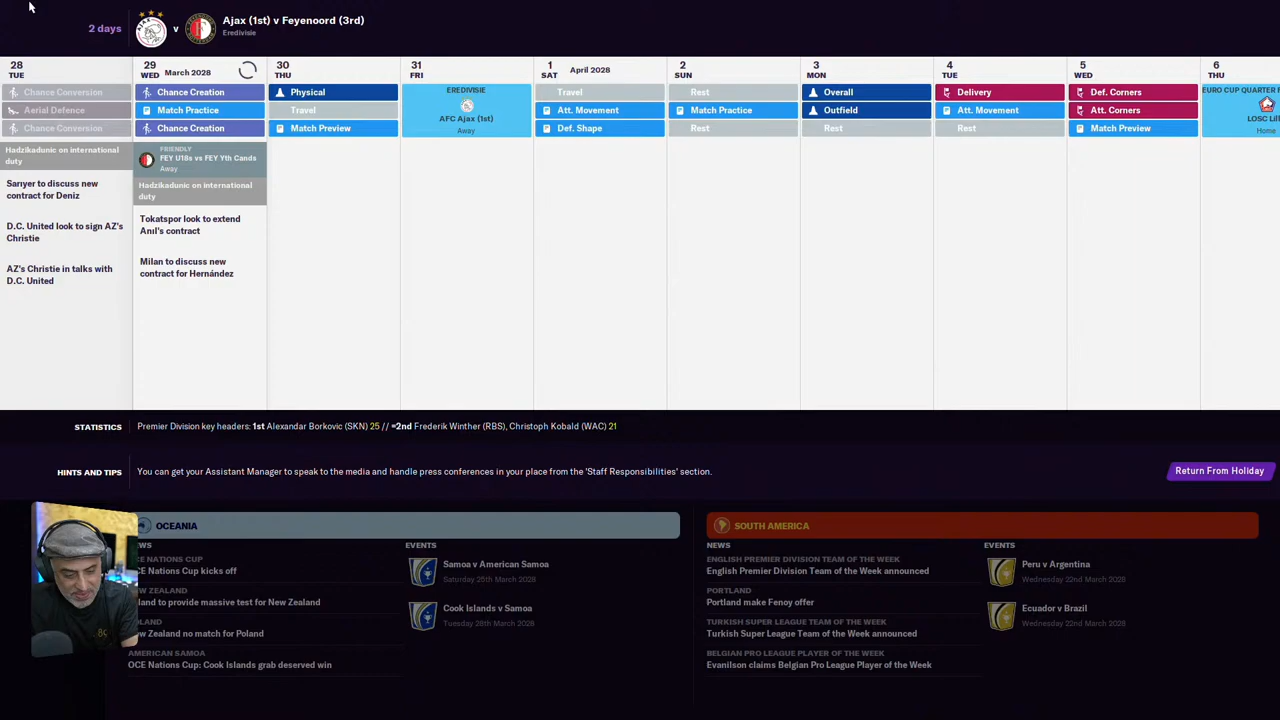 2 days
v
Ajax (1st) v Feyenoord (3rd)
Eredivisie
28
TUE
Chance Conversion
Aerial Defence
Chance Conversion
Hadzikadunic on international
duty
Sarıyer to discuss new
contract for Deniz
D.C. United look to sign AZ's
Christie
AZ's Christie in talks with
D.C. United
29
WED
March 2028
Chance Creation
Match Practice
Chance Creation
FRIENDLY
FEY U18s vs FEY Yth Cands
Away
Hadzikadunic on international
duty
Tokatspor look to extend
Anıl's contract
Milan to discuss new
contract for Hernández
30
THU
Physical
Travel
Match Preview
31
FRI
EREDIVISIE
AFC Ajax (1st)
Away
1
SAT
April 2028
Travel
Att. Movement
Def. Shape
2
SUN
Rest
Match Practice
Rest
3
MON
Overall
Outfield
Rest
4
TUE
Delivery
Att. Movement
Rest
5
WED
Def. Corners
Att. Corners
Match Preview
6
THU
EURO CUP QUARTER F
LOSC Lill
Home
STATISTICS
Premier Division key headers: 1st Alexandar Borkovic (SKN) 25 // =2nd Frederik Winther (RBS), Christoph Kobald (WAC) 21
HINTS AND TIPS
You can get your Assistant Manager to speak to the media and handle press conferences in your place from the 'Staff Responsibilities' section.
Return From Holiday
OCEANIA
EWS
CE NATIONS CUP
CE Nations Cup kicks off
W ZEALAND
land to provide massive test for New Zealand
LAND
ew Zealand no match for Poland
AMERICAN SAMOA
OCE Nations Cup: Cook Islands grab deserved win
EVENTS
Samoa v American Samoa
Saturday 25th March 2028
Cook Islands v Samoa
Tuesday 28th March 2028
SOUTH AMERICA
NEWS
ENGLISH PREMIER DIVISION TEAM OF THE WEEK
English Premier Division Team of the Week announced
PORTLAND
Portland make Fenoy offer
TURKISH SUPER LEAGUE TEAM OF THE WEEK
Turkish Super League Team of the Week announced
BELGIAN PRO LEAGUE PLAYER OF THE WEEK
Evanilson claims Belgian Pro League Player of the Week
EVENTS
Peru v Argentina
Wednesday 22nd March 2028
Ecuador v Brazil
Wednesday 22nd March 2028